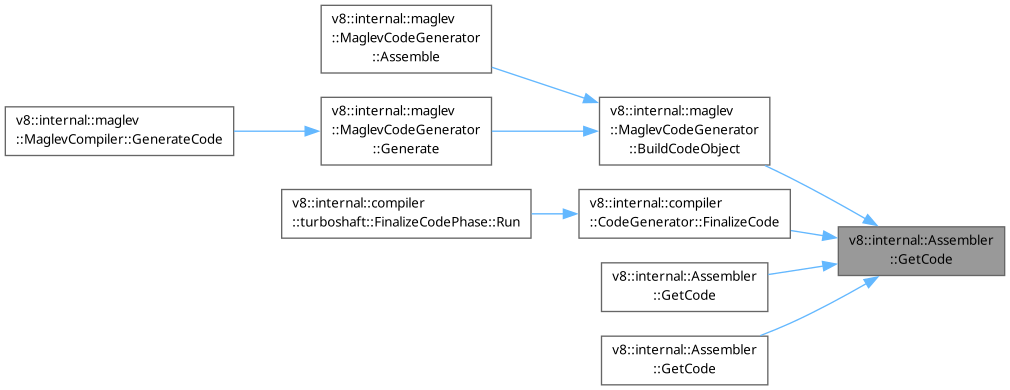 v8::internal::maglev
::MaglevCodeGenerator
::Assemble
v8::internal::maglev
::MaglevCompiler::GenerateCode
v8::internal::maglev
::MaglevCodeGenerator
::Generate
v8::internal::maglev
::MaglevCodeGenerator
::BuildCodeObject
v8::internal::compiler
::turboshaft::FinalizeCodePhase::Run
v8::internal::compiler
::CodeGenerator::FinalizeCode
v8::internal::Assembler
::GetCode
v8::internal::Assembler
::GetCode
v8::internal::Assembler
::GetCode